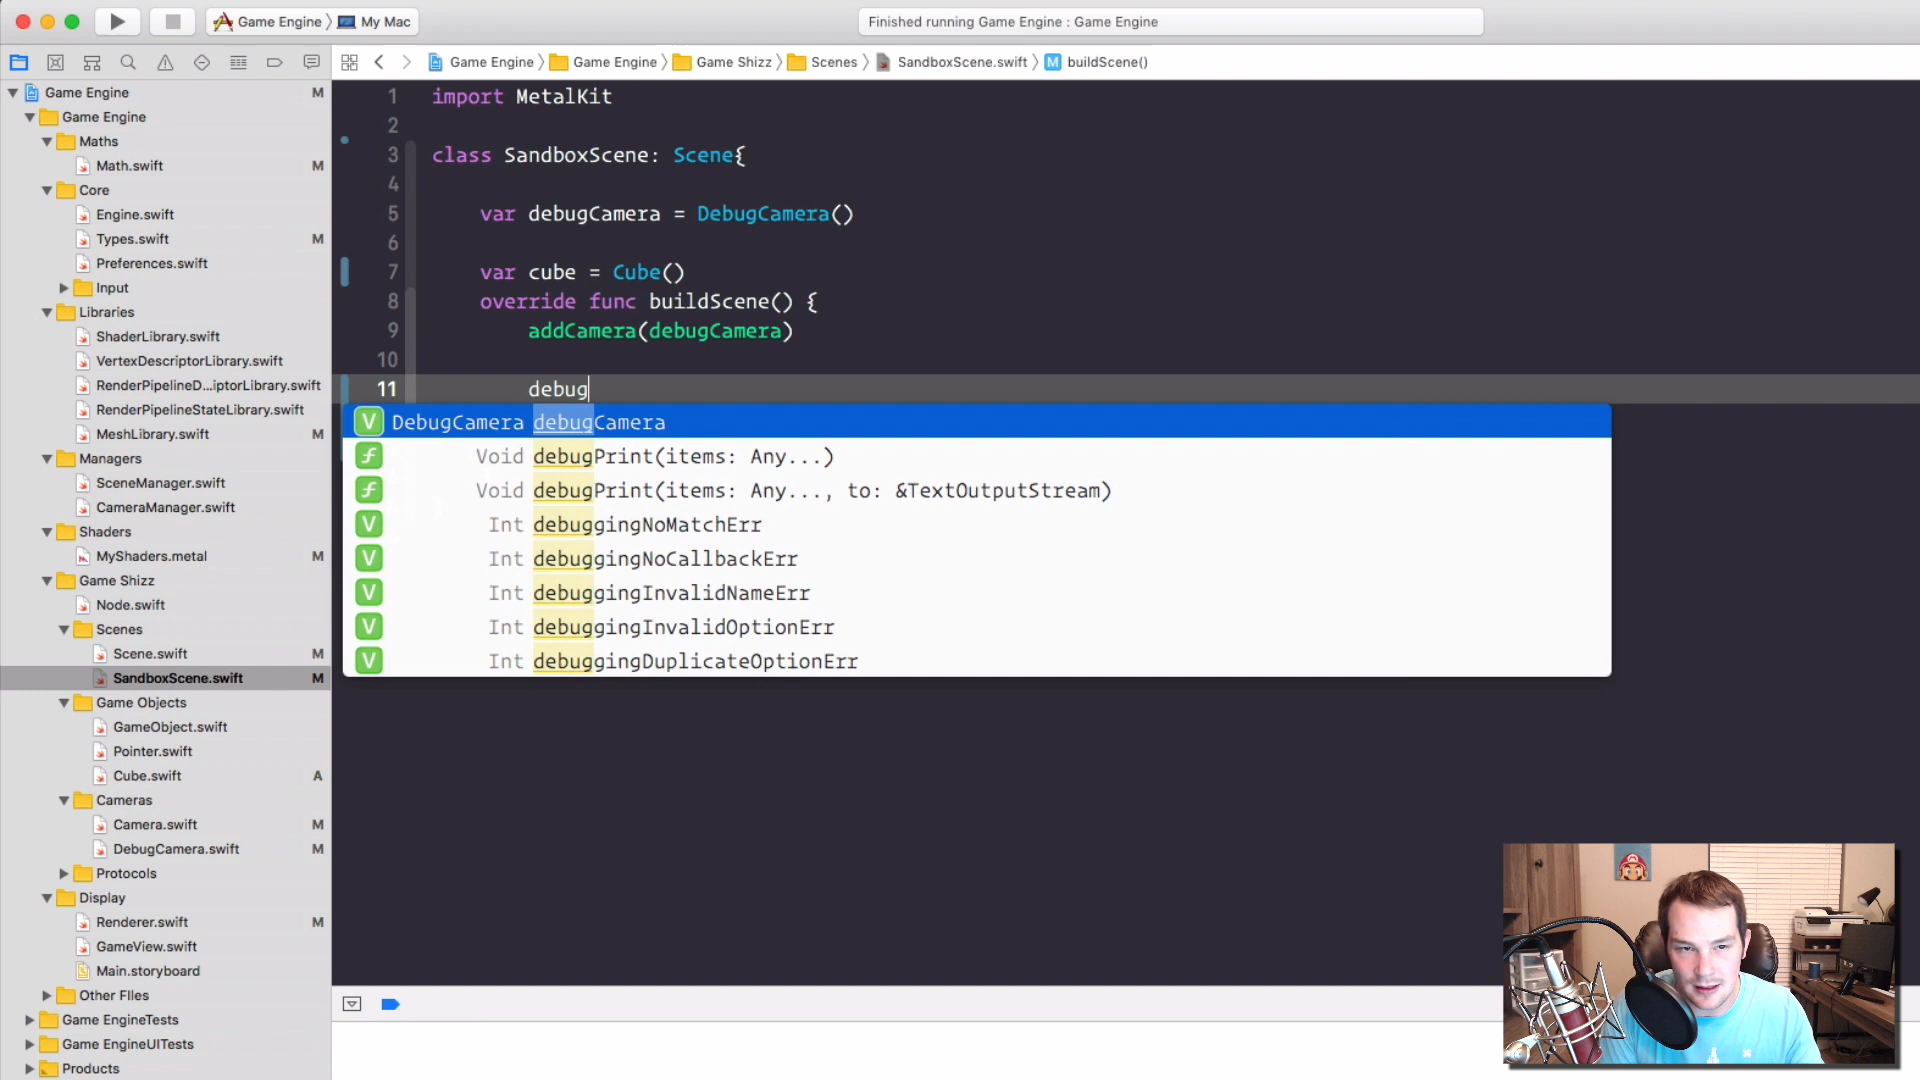 Game Engine
My Mac
Finished running Game Engine : Game Engine
Game Engine
Game Engine
Game Shizz
Scenes
SandboxScene.swift
M
buildScene()
Game Engine M
Game Engine
Maths
Math.swift M
Core
Engine.swift
Types.swift M
Preferences.swift
Input
Libraries
ShaderLibrary.swift
VertexDescriptorLibrary.swift
RenderPipelineD...iptorLibrary.swift
RenderPipelineStateLibrary.swift
MeshLibrary.swift M
Managers
SceneManager.swift
CameraManager.swift
Shaders
MyShaders.metal M
Game Shizz
Node.swift
Scenes
Scene.swift M
SandboxScene.swift M
Game Objects
GameObject.swift
Pointer.swift
Cube.swift A
Cameras
Camera.swift M
DebugCamera.swift M
Protocols
Display
Renderer.swift M
GameView.swift
Main.storyboard
Other FIles
Game EngineTests
Game EngineUITests
Products
1 import MetalKit
2
3 class SandboxScene: Scene{
4
5 var debugCamera = DebugCamera()
6
7 var cube = Cube()
8 override func buildScene() {
9 addCamera(debugCamera)
10
11 debug
V DebugCamera debugCamera
f Void debugPrint(items: Any...)
f Void debugPrint(items: Any..., to: &TextOutputStream)
V Int debuggingNoMatchErr
V Int debuggingNoCallbackErr
V Int debuggingInvalidNameErr
V Int debuggingInvalidOptionErr
V Int debuggingDuplicateOptionErr